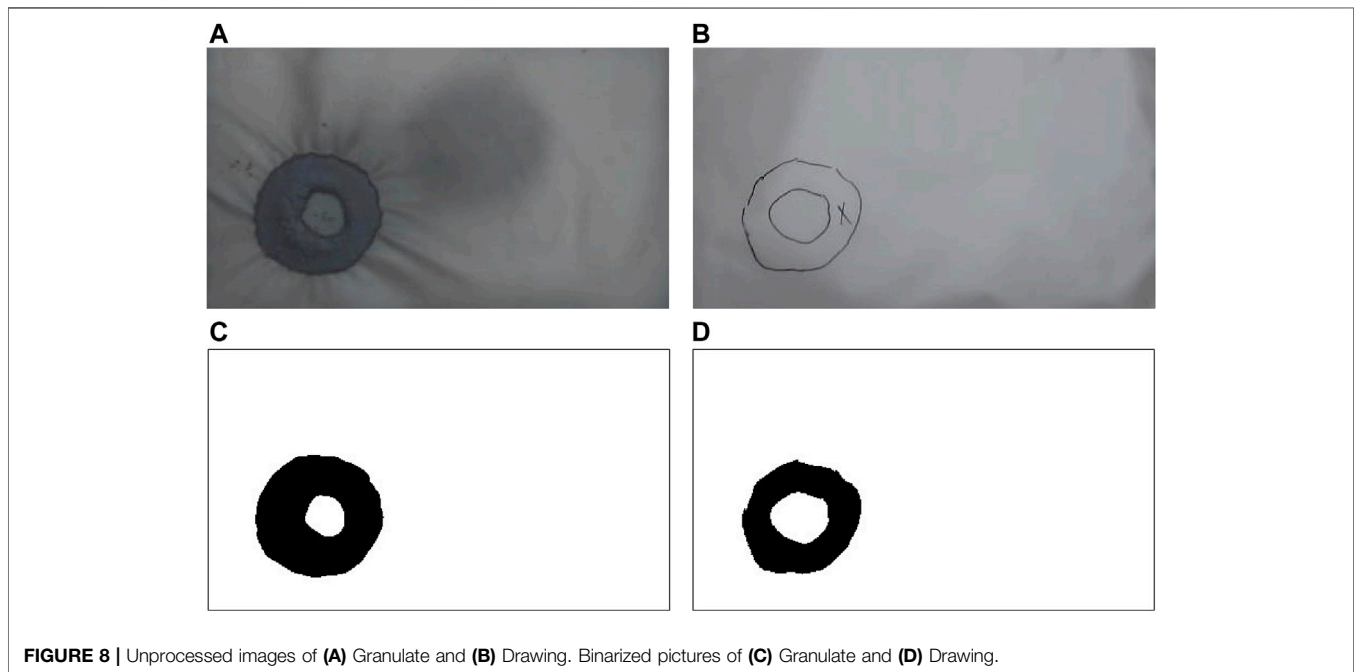 A
B
X
C
D
FIGURE 8 | Unprocessed images of (A) Granulate and (B) Drawing. Binarized pictures of (C) Granulate and (D) Drawing.